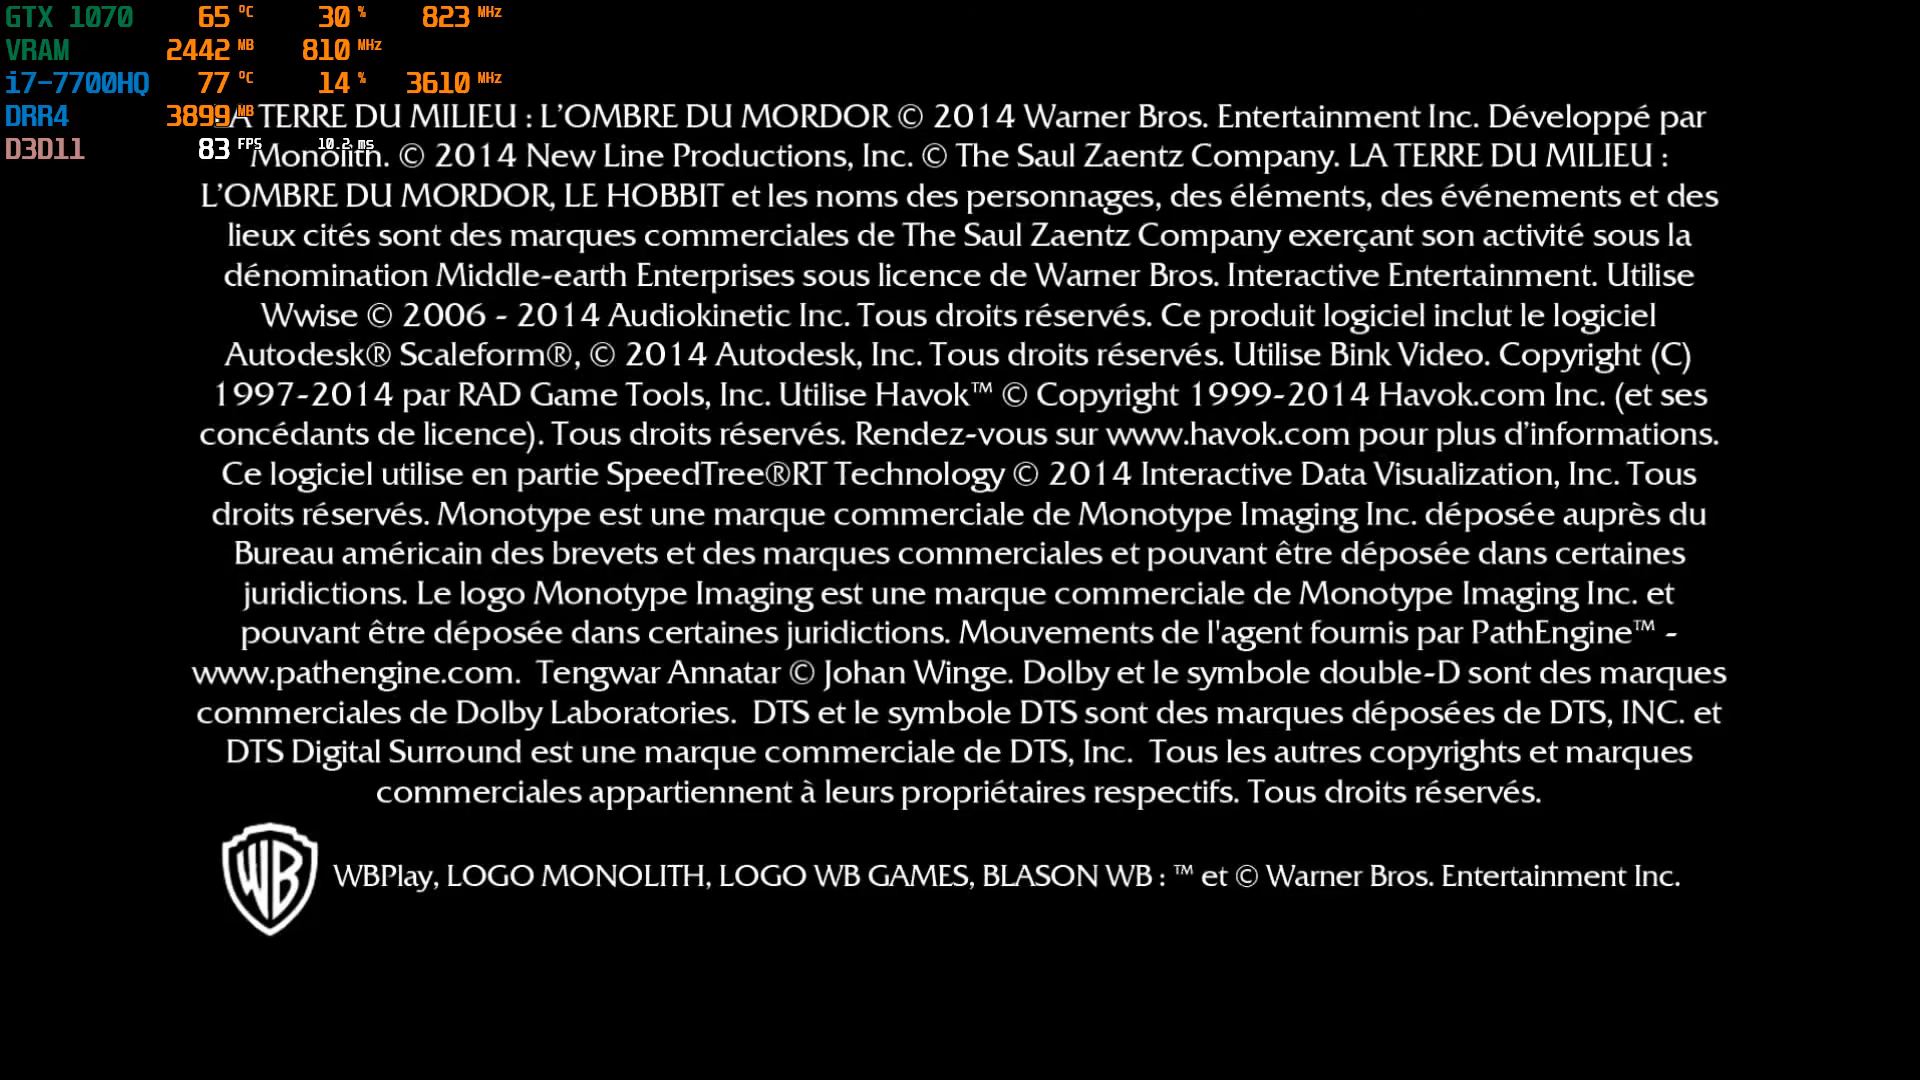 GTX 1070 65 °C 30 % 823 MHz
VRAM 2442 MB 810 MHz
i7-7700HQ 77 °C 14 % 3610 MHz
DRR4 3899 MB
D3D11 83 FPS 10.2 ms
LA TERRE DU MILIEU : L’OMBRE DU MORDOR © 2014 Warner Bros. Entertainment Inc. Développé par
Monolith. © 2014 New Line Productions, Inc. © The Saul Zaentz Company. LA TERRE DU MILIEU :
L’OMBRE DU MORDOR, LE HOBBIT et les noms des personnages, des éléments, des événements et des
lieux cités sont des marques commerciales de The Saul Zaentz Company exerçant son activité sous la
dénomination Middle-earth Enterprises sous licence de Warner Bros. Interactive Entertainment. Utilise
Wwise © 2006 - 2014 Audiokinetic Inc. Tous droits réservés. Ce produit logiciel inclut le logiciel
Autodesk® Scaleform®, © 2014 Autodesk, Inc. Tous droits réservés. Utilise Bink Video. Copyright (C)
1997-2014 par RAD Game Tools, Inc. Utilise Havok™ © Copyright 1999-2014 Havok.com Inc. (et ses
concédants de licence). Tous droits réservés. Rendez-vous sur www.havok.com pour plus d’informations.
Ce logiciel utilise en partie SpeedTree®RT Technology © 2014 Interactive Data Visualization, Inc. Tous
droits réservés. Monotype est une marque commerciale de Monotype Imaging Inc. déposée auprès du
Bureau américain des brevets et des marques commerciales et pouvant être déposée dans certaines
juridictions. Le logo Monotype Imaging est une marque commerciale de Monotype Imaging Inc. et
pouvant être déposée dans certaines juridictions. Mouvements de l'agent fournis par PathEngine™ -
www.pathengine.com.  Tengwar Annatar © Johan Winge. Dolby et le symbole double-D sont des marques
commerciales de Dolby Laboratories.  DTS et le symbole DTS sont des marques déposées de DTS, INC. et
DTS Digital Surround est une marque commerciale de DTS, Inc.  Tous les autres copyrights et marques
commerciales appartiennent à leurs propriétaires respectifs. Tous droits réservés.
WB WBPlay, LOGO MONOLITH, LOGO WB GAMES, BLASON WB : ™ et © Warner Bros. Entertainment Inc.